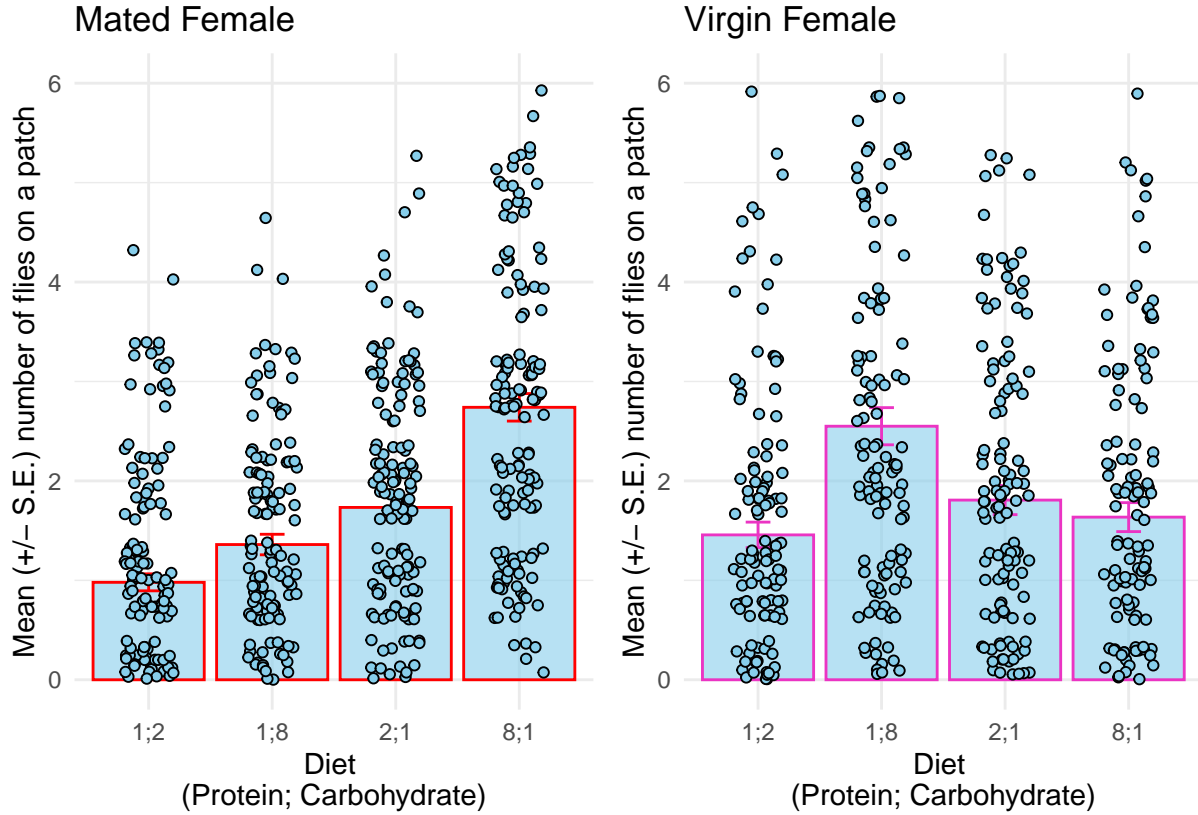 Mated Female
Mean (+/− S.E.) number of flies on a patch
6
4
2
0
1;2
1;8
2;1
8;1
Diet
(Protein; Carbohydrate)
Virgin Female
Mean (+/− S.E.) number of flies on a patch
6
4
2
0
1;2
1;8
2;1
8;1
Diet
(Protein; Carbohydrate)